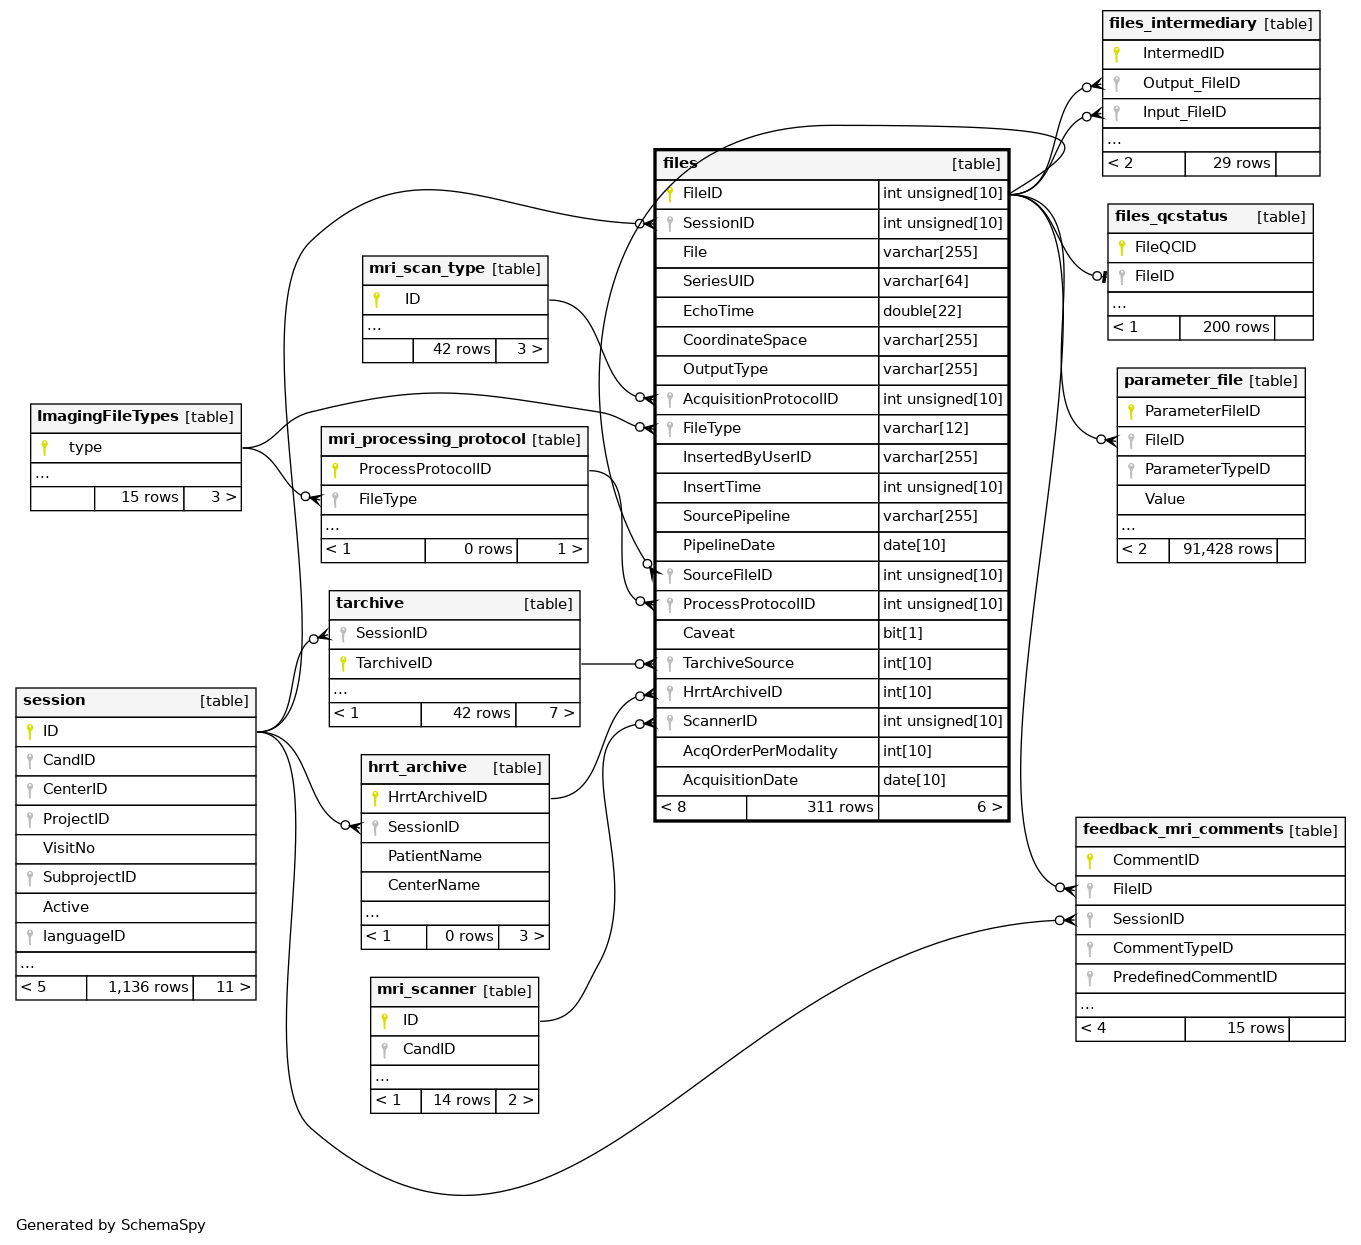 files_intermediary [table]
IntermedID
Output_FileID
Input_FileID
...
< 2 29 rows
files [table]
FileID int unsigned[10]
SessionID int unsigned[10]
File varchar[255]
SeriesUID varchar[64]
EchoTime double[22]
CoordinateSpace varchar[255]
OutputType varchar[255]
AcquisitionProtocolID int unsigned[10]
FileType varchar[12]
InsertedByUserID varchar[255]
InsertTime int unsigned[10]
SourcePipeline varchar[255]
PipelineDate date[10]
SourceFileID int unsigned[10]
ProcessProtocolID int unsigned[10]
Caveat bit[1]
TarchiveSource int[10]
HrrtArchiveID int[10]
ScannerID int unsigned[10]
AcqOrderPerModality int[10]
AcquisitionDate date[10]
< 8 311 rows 6 >
files_qcstatus [table]
FileQCID
FileID
...
< 1 200 rows
mri_scan_type [table]
ID
...
42 rows 3 >
parameter_file [table]
ParameterFileID
FileID
ParameterTypeID
Value
...
< 2 91,428 rows
ImagingFileTypes [table]
type
...
15 rows 3 >
mri_processing_protocol [table]
ProcessProtocolID
FileType
...
< 1 0 rows 1 >
tarchive [table]
SessionID
TarchiveID
...
< 1 42 rows 7 >
session [table]
ID
CandID
CenterID
ProjectID
VisitNo
SubprojectID
Active
languageID
...
< 5 1,136 rows 11 >
hrrt_archive [table]
HrrtArchiveID
SessionID
PatientName
CenterName
...
< 1 0 rows 3 >
feedback_mri_comments [table]
CommentID
FileID
SessionID
CommentTypeID
PredefinedCommentID
...
< 4 15 rows
mri_scanner [table]
ID
CandID
...
< 1 14 rows 2 >
Generated by SchemaSpy